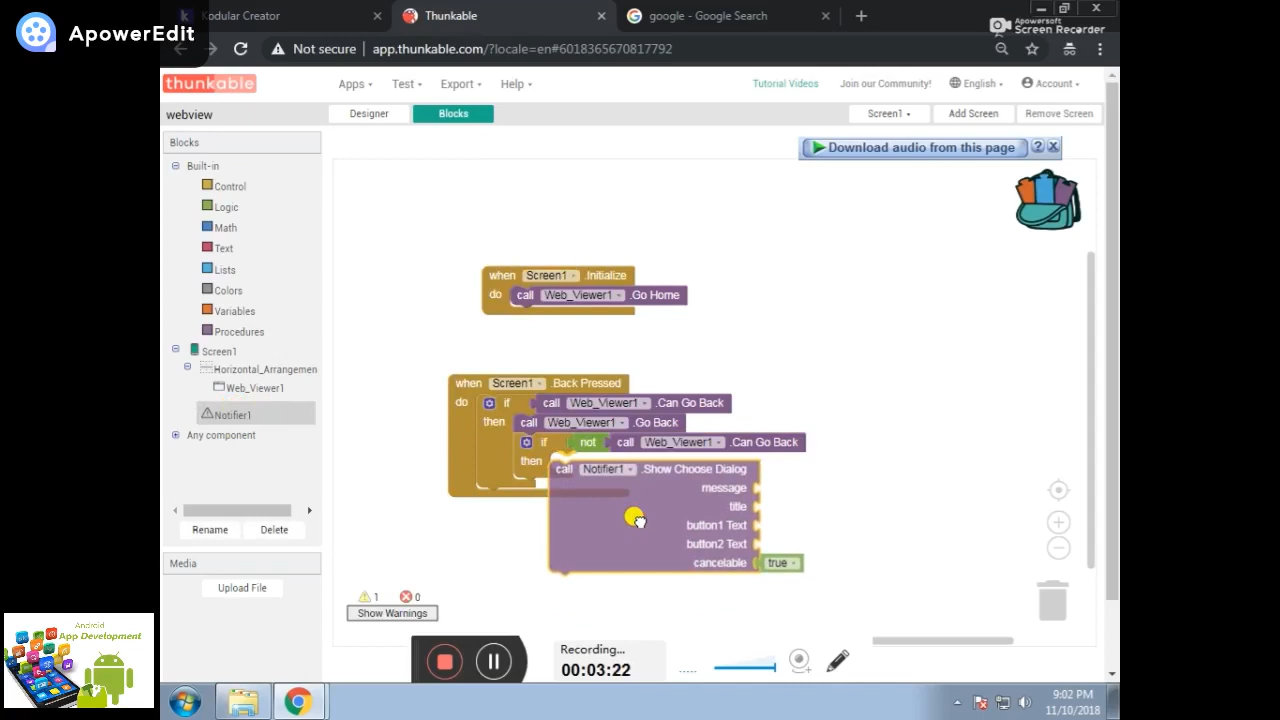 Kodular Creator
Thunkable
google - Google Search
ApowerEdit
Apowersoft
Screen Recorder
Not secure
app.thunkable.com/?locale=en#6018365670817792
thunkable
Apps
Test
Export
Help
Tutorial Videos
Join our Community!
English
Account
webview
Designer
Blocks
Screen1
Add Screen
Remove Screen
Blocks
Download audio from this page
?
Built-in
Control
Logic
Math
Text
Lists
Colors
Variables
Procedures
Screen1
Horizontal_Arrangemen
Web_Viewer1
Notifier1
Any component
Rename
Delete
Media
Upload File
when Screen1 .Initialize
do call Web_Viewer1 .Go Home
when Screen1 .Back Pressed
do if call Web_Viewer1 .Can Go Back
then call Web_Viewer1 .Go Back
if not call Web_Viewer1 .Can Go Back
then
call Notifier1 .Show Choose Dialog
message
title
button1 Text
button2 Text
cancelable true
1
0
Show Warnings
Android
App Development
Recording...
00:03:22
9:02 PM
11/10/2018